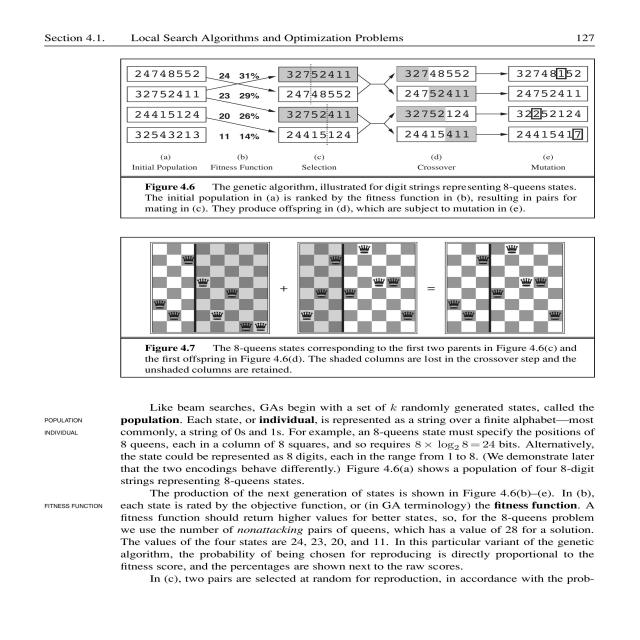 Section 4.1. Local Search Algorithms and Optimization Problems 127
24748552 24 31% 32752411 32748552 32748152
32752411 23 29% 24748552 24752411 24752411
24415124 20 26% 32752411 32752124 32252124
32543213 11 14% 24415124 24415411 24415417
(a) (b) (c) (d) (e)
Initial Population Fitness Function Selection Crossover Mutation
Figure 4.6 The genetic algorithm, illustrated for digit strings representing 8-queens states.
The initial population in (a) is ranked by the fitness function in (b), resulting in pairs for
mating in (c). They produce offspring in (d), which are subject to mutation in (e).
+ =
Figure 4.7 The 8-queens states corresponding to the first two parents in Figure 4.6(c) and
the first offspring in Figure 4.6(d). The shaded columns are lost in the crossover step and the
unshaded columns are retained.
Like beam searches, GAs begin with a set of k randomly generated states, called the
POPULATION population. Each state, or individual, is represented as a string over a finite alphabet—most
INDIVIDUAL commonly, a string of 0s and 1s. For example, an 8-queens state must specify the positions of
8 queens, each in a column of 8 squares, and so requires 8 × log₂ 8 = 24 bits. Alternatively,
the state could be represented as 8 digits, each in the range from 1 to 8. (We demonstrate later
that the two encodings behave differently.) Figure 4.6(a) shows a population of four 8-digit
strings representing 8-queens states.
The production of the next generation of states is shown in Figure 4.6(b)–(e). In (b),
FITNESS FUNCTION each state is rated by the objective function, or (in GA terminology) the fitness function. A
fitness function should return higher values for better states, so, for the 8-queens problem
we use the number of nonattacking pairs of queens, which has a value of 28 for a solution.
The values of the four states are 24, 23, 20, and 11. In this particular variant of the genetic
algorithm, the probability of being chosen for reproducing is directly proportional to the
fitness score, and the percentages are shown next to the raw scores.
In (c), two pairs are selected at random for reproduction, in accordance with the prob-